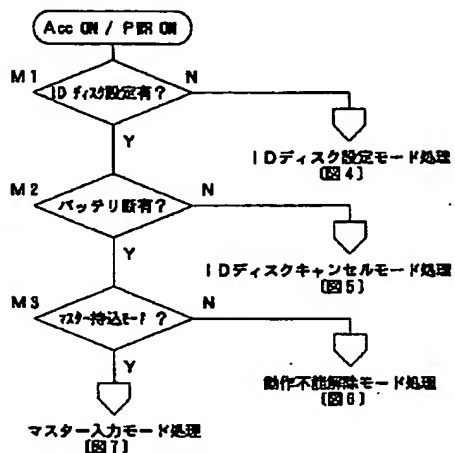 Acc ON / PWR ON
M1
N
IDディスク設定有?
Y
IDディスク設定モード処理
[図4]
M2
N
バッテリ断有?
Y
IDディスクキャンセルモード処理
[図5]
M3
N
マスター持込モード?
Y
動作不能解除モード処理
[図6]
マスター入力モード処理
[図7]